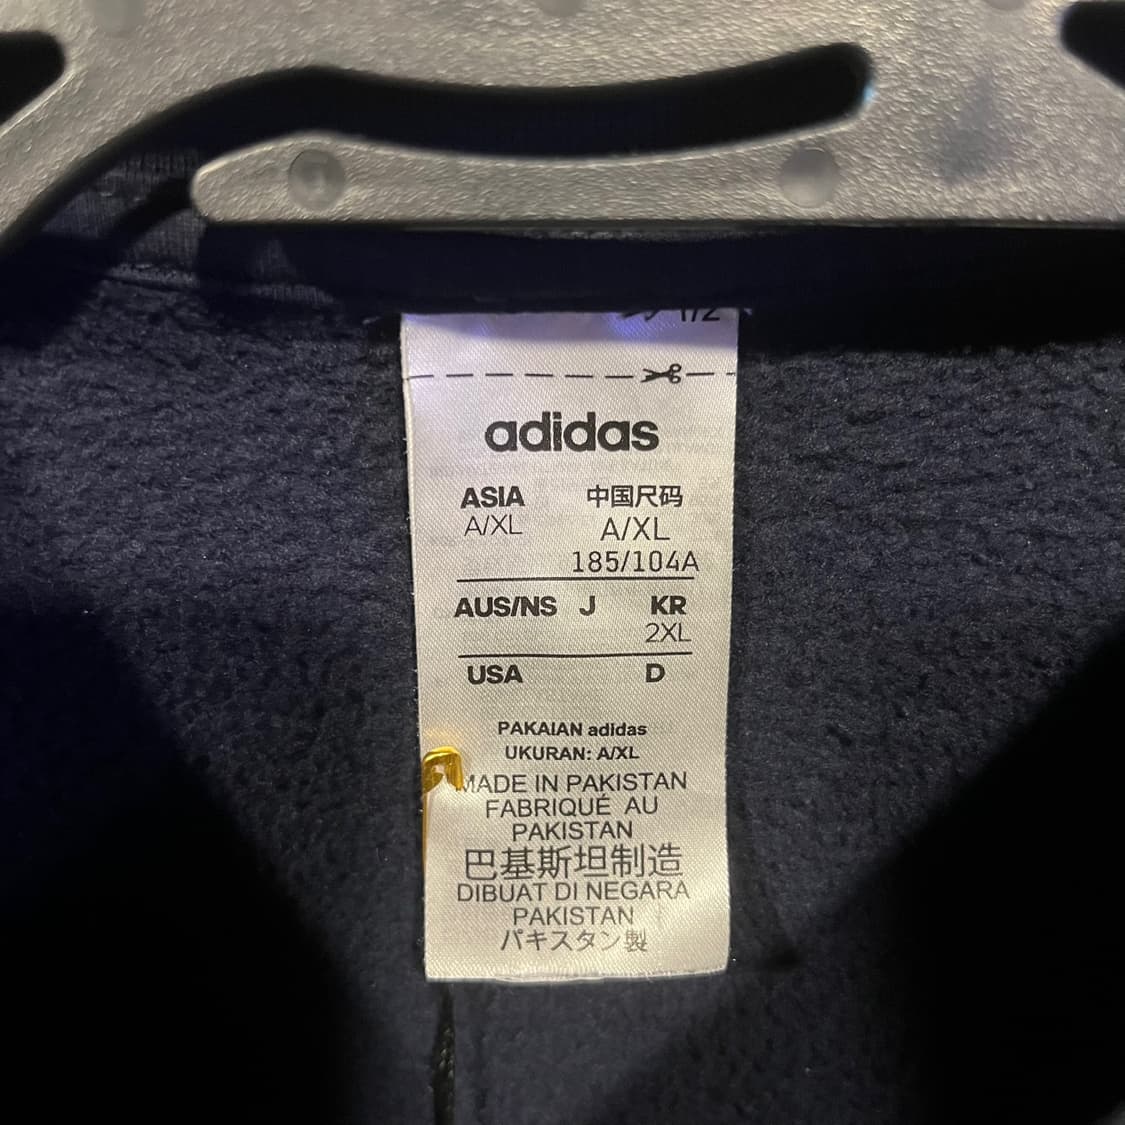 1/2
adidas
ASIA 中国尺码
A/XL A/XL
185/104A
AUS/NS J KR
2XL
USA D
PAKAIAN adidas
UKURAN: A/XL
MADE IN PAKISTAN
FABRIQUÉ AU
PAKISTAN
巴基斯坦制造
DIBUAT DI NEGARA
PAKISTAN
パキスタン製